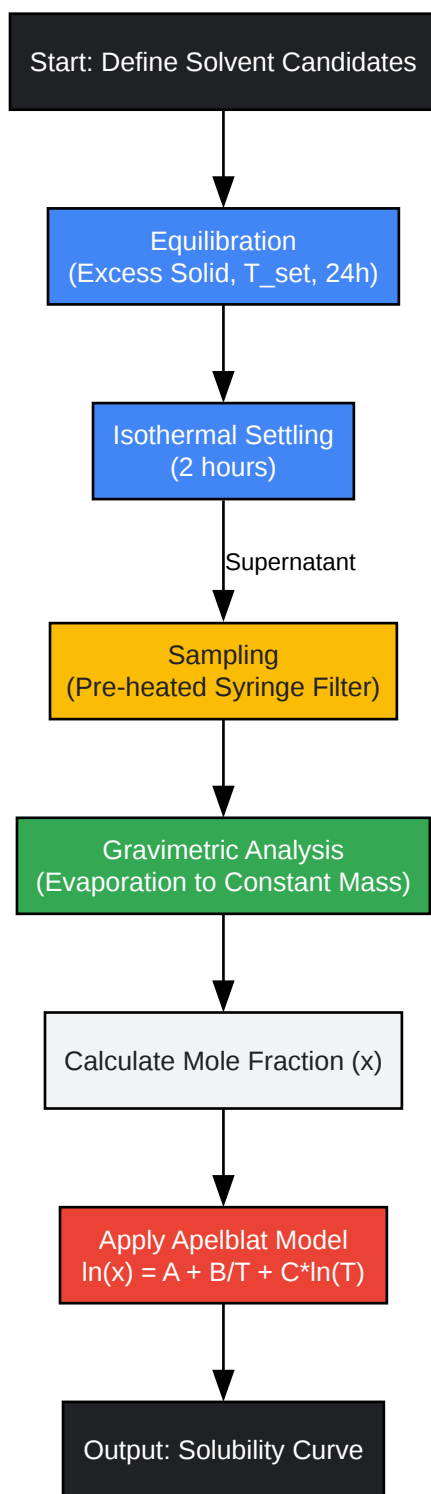 Start: Define Solvent Candidates
Equilibration
(Excess Solid, T_set, 24h)
Isothermal Settling
(2 hours)
Supernatant
Sampling
(Pre-heated Syringe Filter)
Gravimetric Analysis
(Evaporation to Constant Mass)
Calculate Mole Fraction (x)
Apply Apelblat Model
ln(x) = A + B/T + C*ln(T)
Output: Solubility Curve